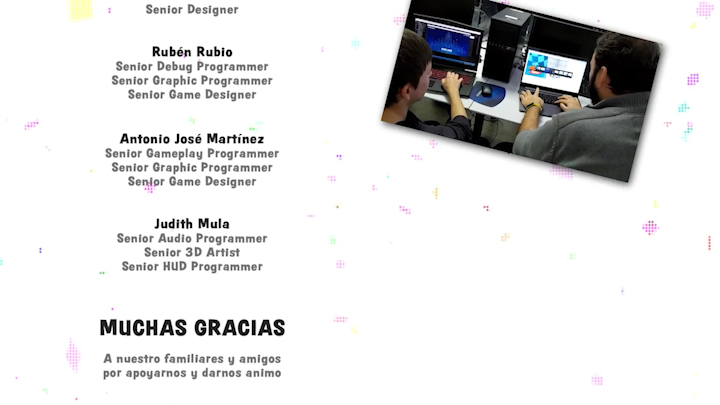 Senior Designer
Rubén Rubio
Senior Debug Programmer
Senior Graphic Programmer
Senior Game Designer
Antonio José Martínez
Senior Gameplay Programmer
Senior Graphic Programmer
Senior Game Designer
Judith Mula
Senior Audio Programmer
Senior 3D Artist
Senior HUD Programmer
MUCHAS GRACIAS
A nuestro familiares y amigos
por apoyarnos y darnos animo